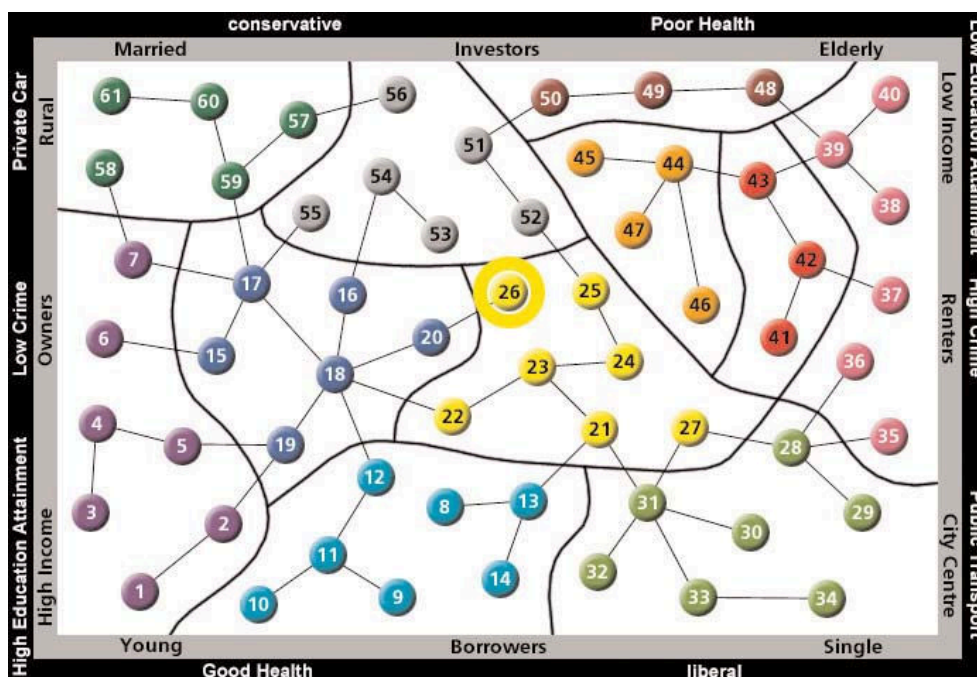 conservative Poor Health
Married Investors Elderly
Private Car
Low Crime
High Education Attainment
Rural
Owners
High Income
61 60 57 56
58 59 55 54 53
51 50 49 48 40
52 45 44 43 39
47 46 42 38
41 37
7 17 16 26 25
6 15 18 20 23 24
36
4 5 19 22 21 27 28 35
3 2 12 8 13 31 30 29
1 10 11 9 14 32 33 34
Low Income
Renters
City Centre
Low Education Attainment
High Crime
Public Transport
Young Borrowers Single
Good Health liberal